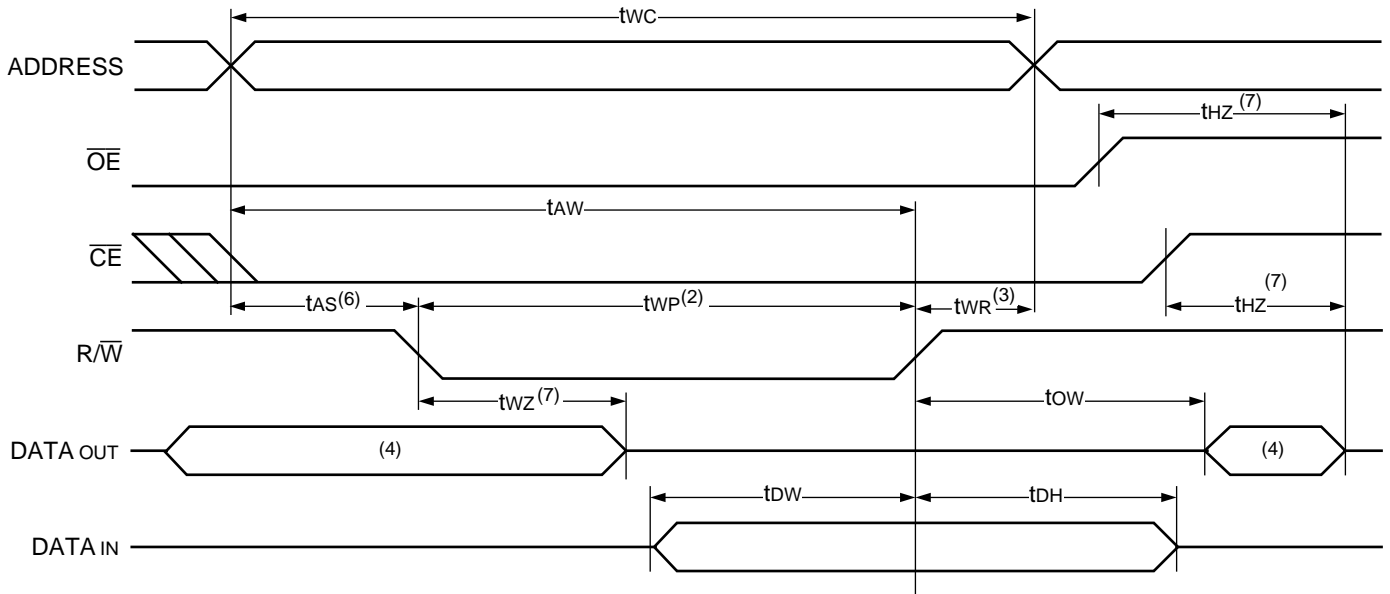 tWC
ADDRESS
tHZ(7)
OE
tAW
CE
tAS(6) tWP(2) tWR(3) (7)
tHZ
R/W
tWZ(7) tOW
DATA OUT (4) (4)
tDW tDH
DATA IN